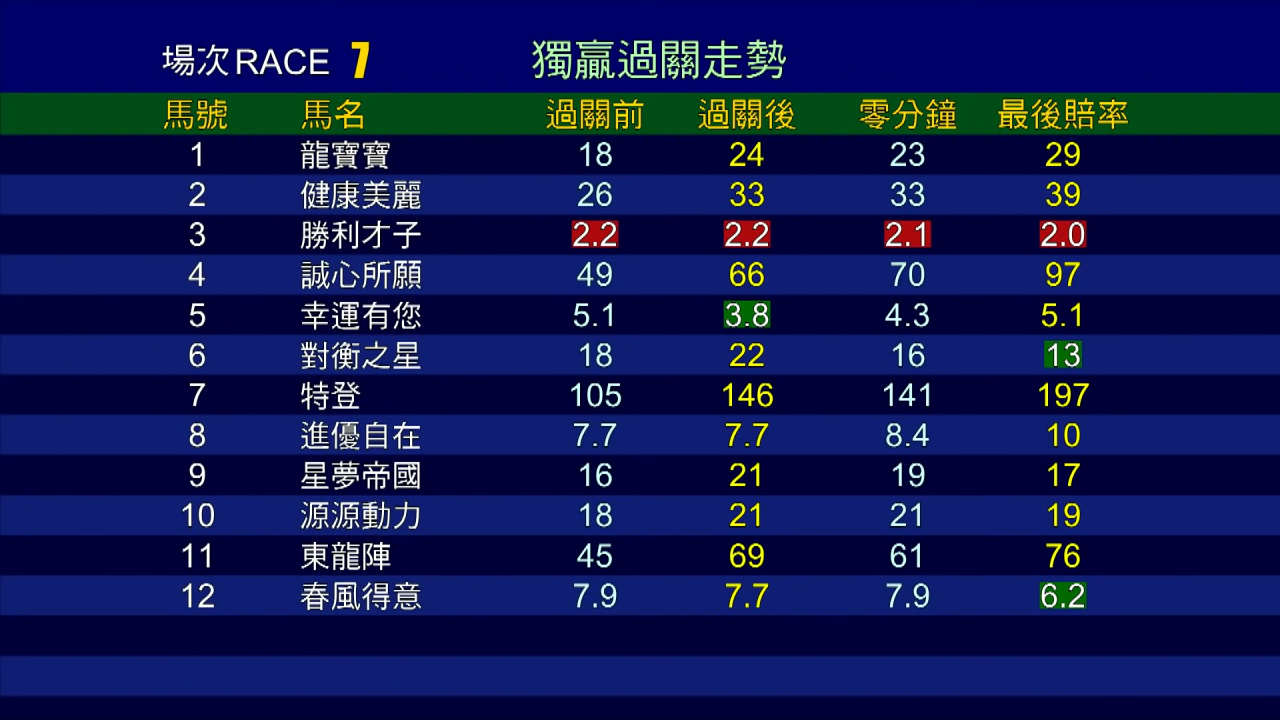 場次RACE 7 獨贏過關走勢
馬號 馬名 過關前 過關後 零分鐘 最後賠率
1 龍寶寶 18 24 23 29
2 健康美麗 26 33 33 39
3 勝利才子 2.2 2.2 2.1 2.0
4 誠心所願 49 66 70 97
5 幸運有您 5.1 3.8 4.3 5.1
6 對衡之星 18 22 16 13
7 特登 105 146 141 197
8 進優自在 7.7 7.7 8.4 10
9 星夢帝國 16 21 19 17
10 源源動力 18 21 21 19
11 東龍陣 45 69 61 76
12 春風得意 7.9 7.7 7.9 6.2